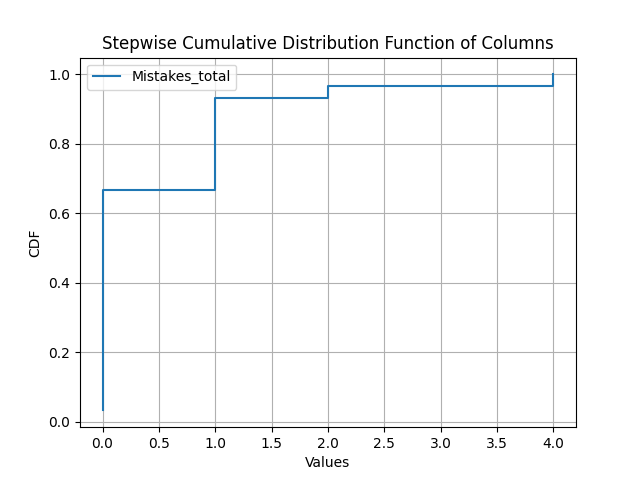 Stepwise Cumulative Distribution Function of Columns
Mistakes_total
1.0
0.8
0.6
0.4
0.2
0.0
CDF
0.0 0.5 1.0 1.5 2.0 2.5 3.0 3.5 4.0
Values